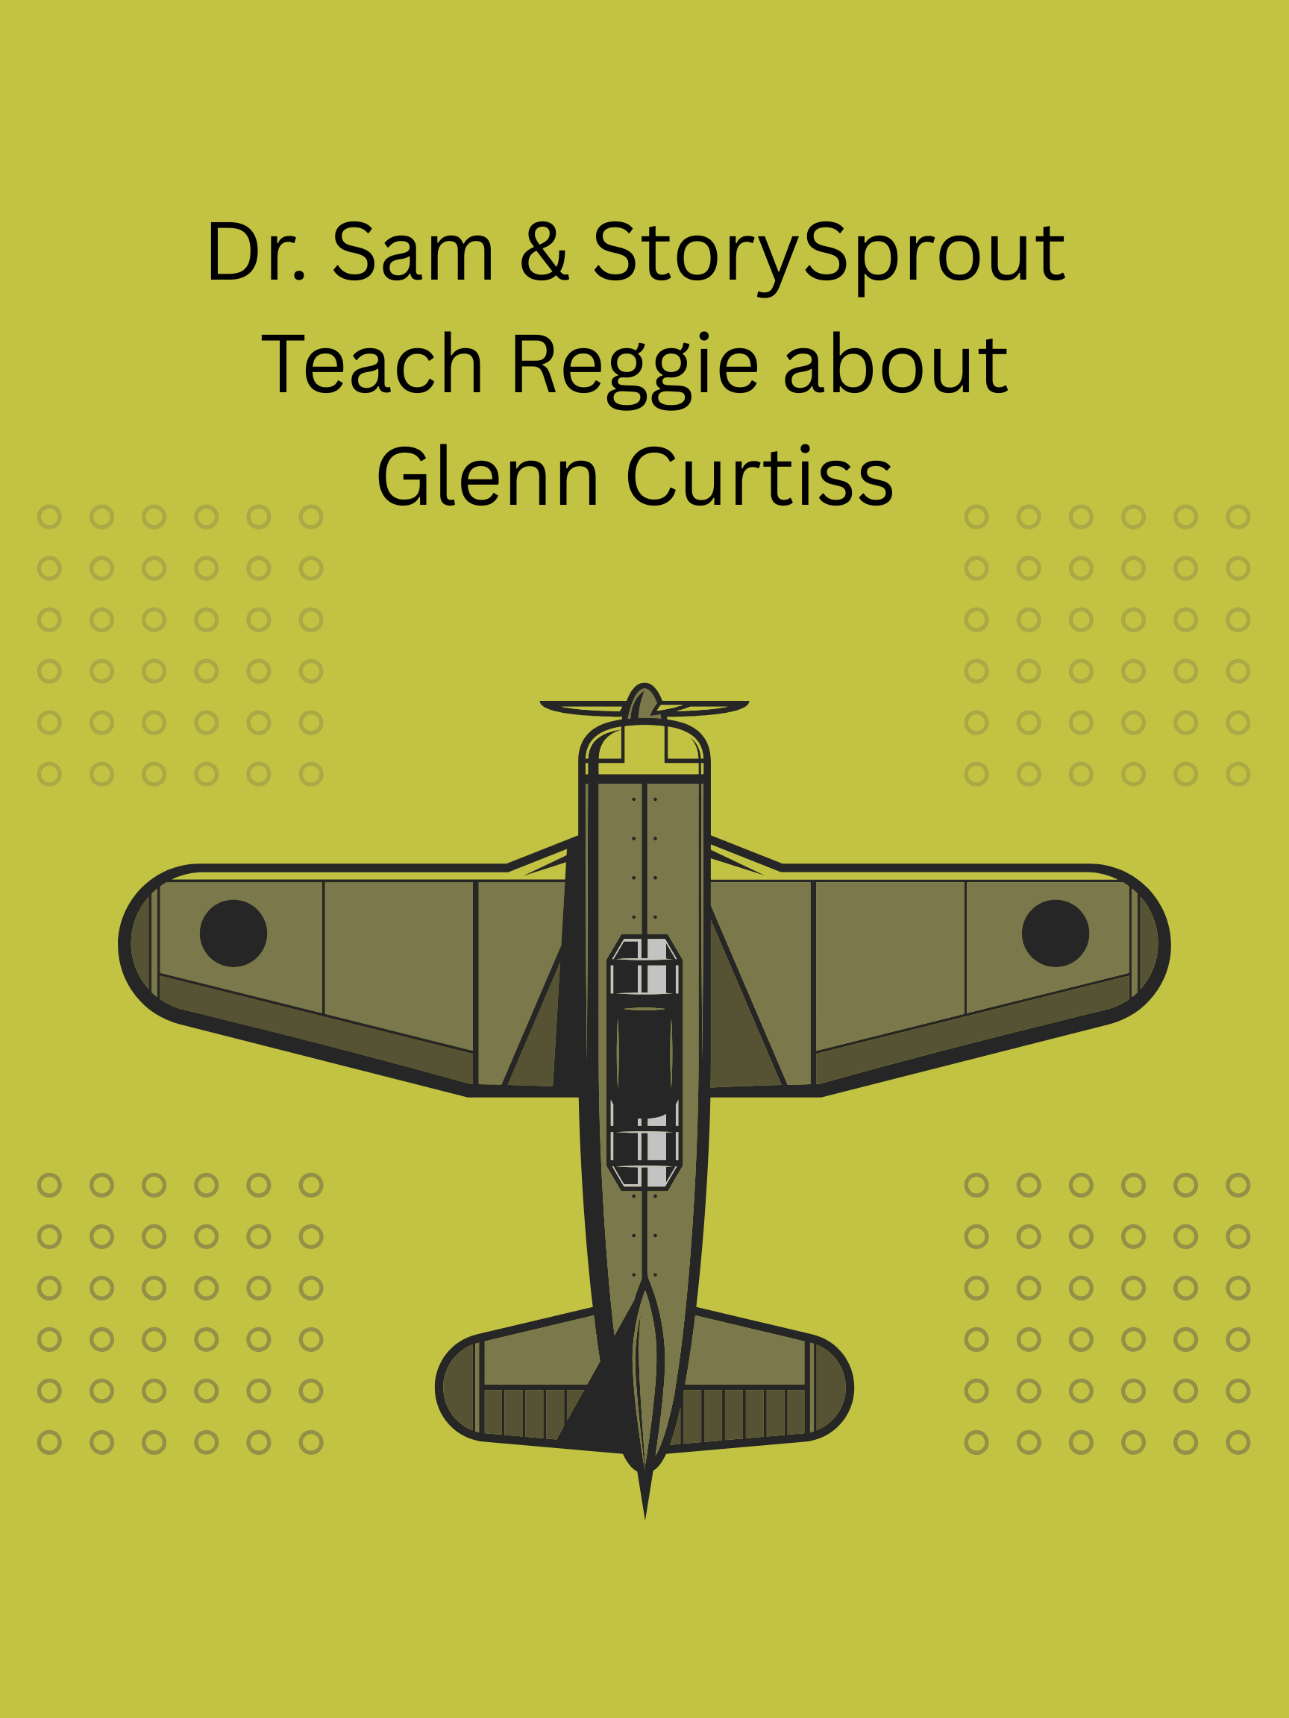 Dr. Sam & StorySprout
Teach Reggie about
Glenn Curtiss